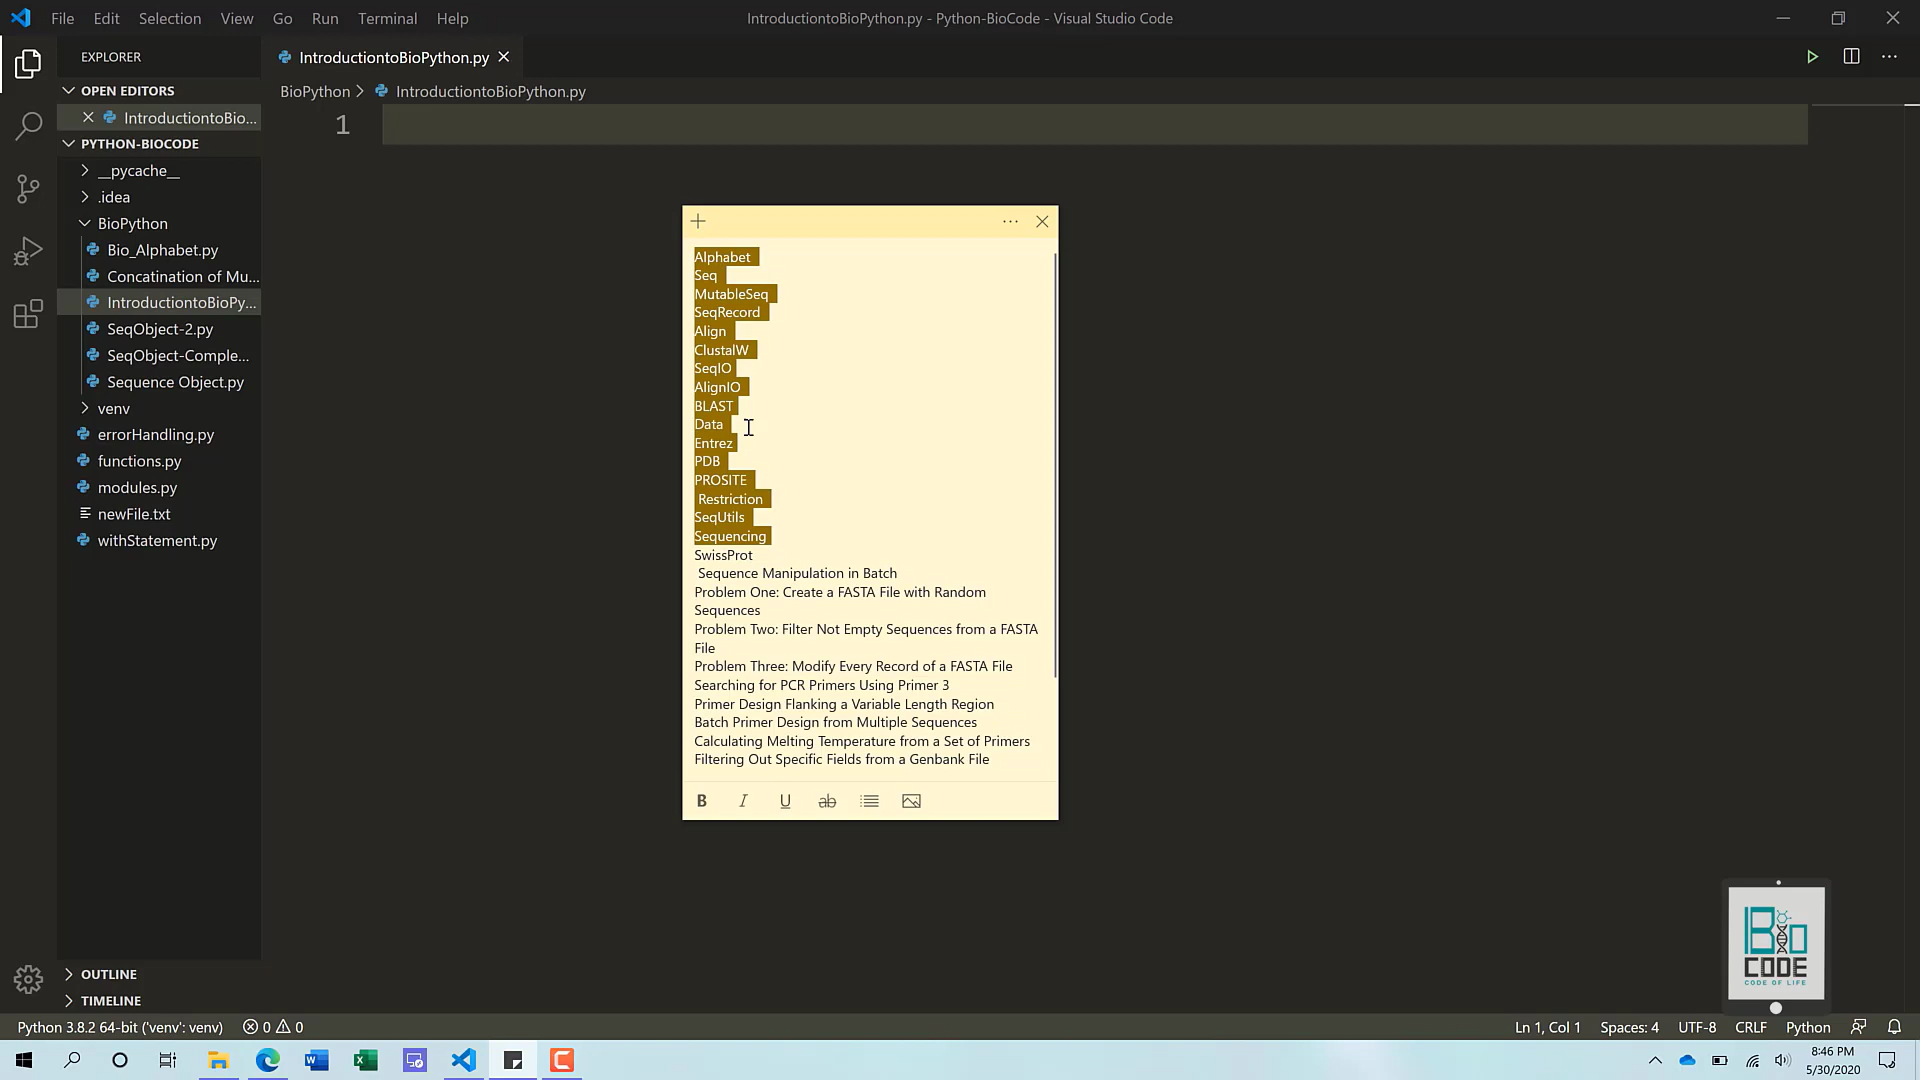 File Edit Selection View Go Run Terminal Help
IntroductiontoBioPython.py - Python-BioCode - Visual Studio Code
EXPLORER
IntroductiontoBioPython.py
OPEN EDITORS
IntroductiontoBio...
BioPython > IntroductiontoBioPython.py
1
PYTHON-BIOCODE
__pycache__
.idea
BioPython
Bio_Alphabet.py
Concatination of Mu...
IntroductiontoBioPy...
SeqObject-2.py
SeqObject-Comple...
Sequence Object.py
venv
errorHandling.py
functions.py
modules.py
newFile.txt
withStatement.py
Alphabet
Seq
MutableSeq
SeqRecord
Align
ClustalW
SeqIO
AlignIO
BLAST
Data
Entrez
PDB
PROSITE
Restriction
SeqUtils
Sequencing
SwissProt
Sequence Manipulation in Batch
Problem One: Create a FASTA File with Random
Sequences
Problem Two: Filter Not Empty Sequences from a FASTA
File
Problem Three: Modify Every Record of a FASTA File
Searching for PCR Primers Using Primer 3
Primer Design Flanking a Variable Length Region
Batch Primer Design from Multiple Sequences
Calculating Melting Temperature from a Set of Primers
Filtering Out Specific Fields from a Genbank File
B I U ab
BIO
CODE
CODE OF LIFE
OUTLINE
TIMELINE
Python 3.8.2 64-bit ('venv': venv) 0 0
Ln 1, Col 1 Spaces: 4 UTF-8 CRLF Python
8:46 PM
5/30/2020